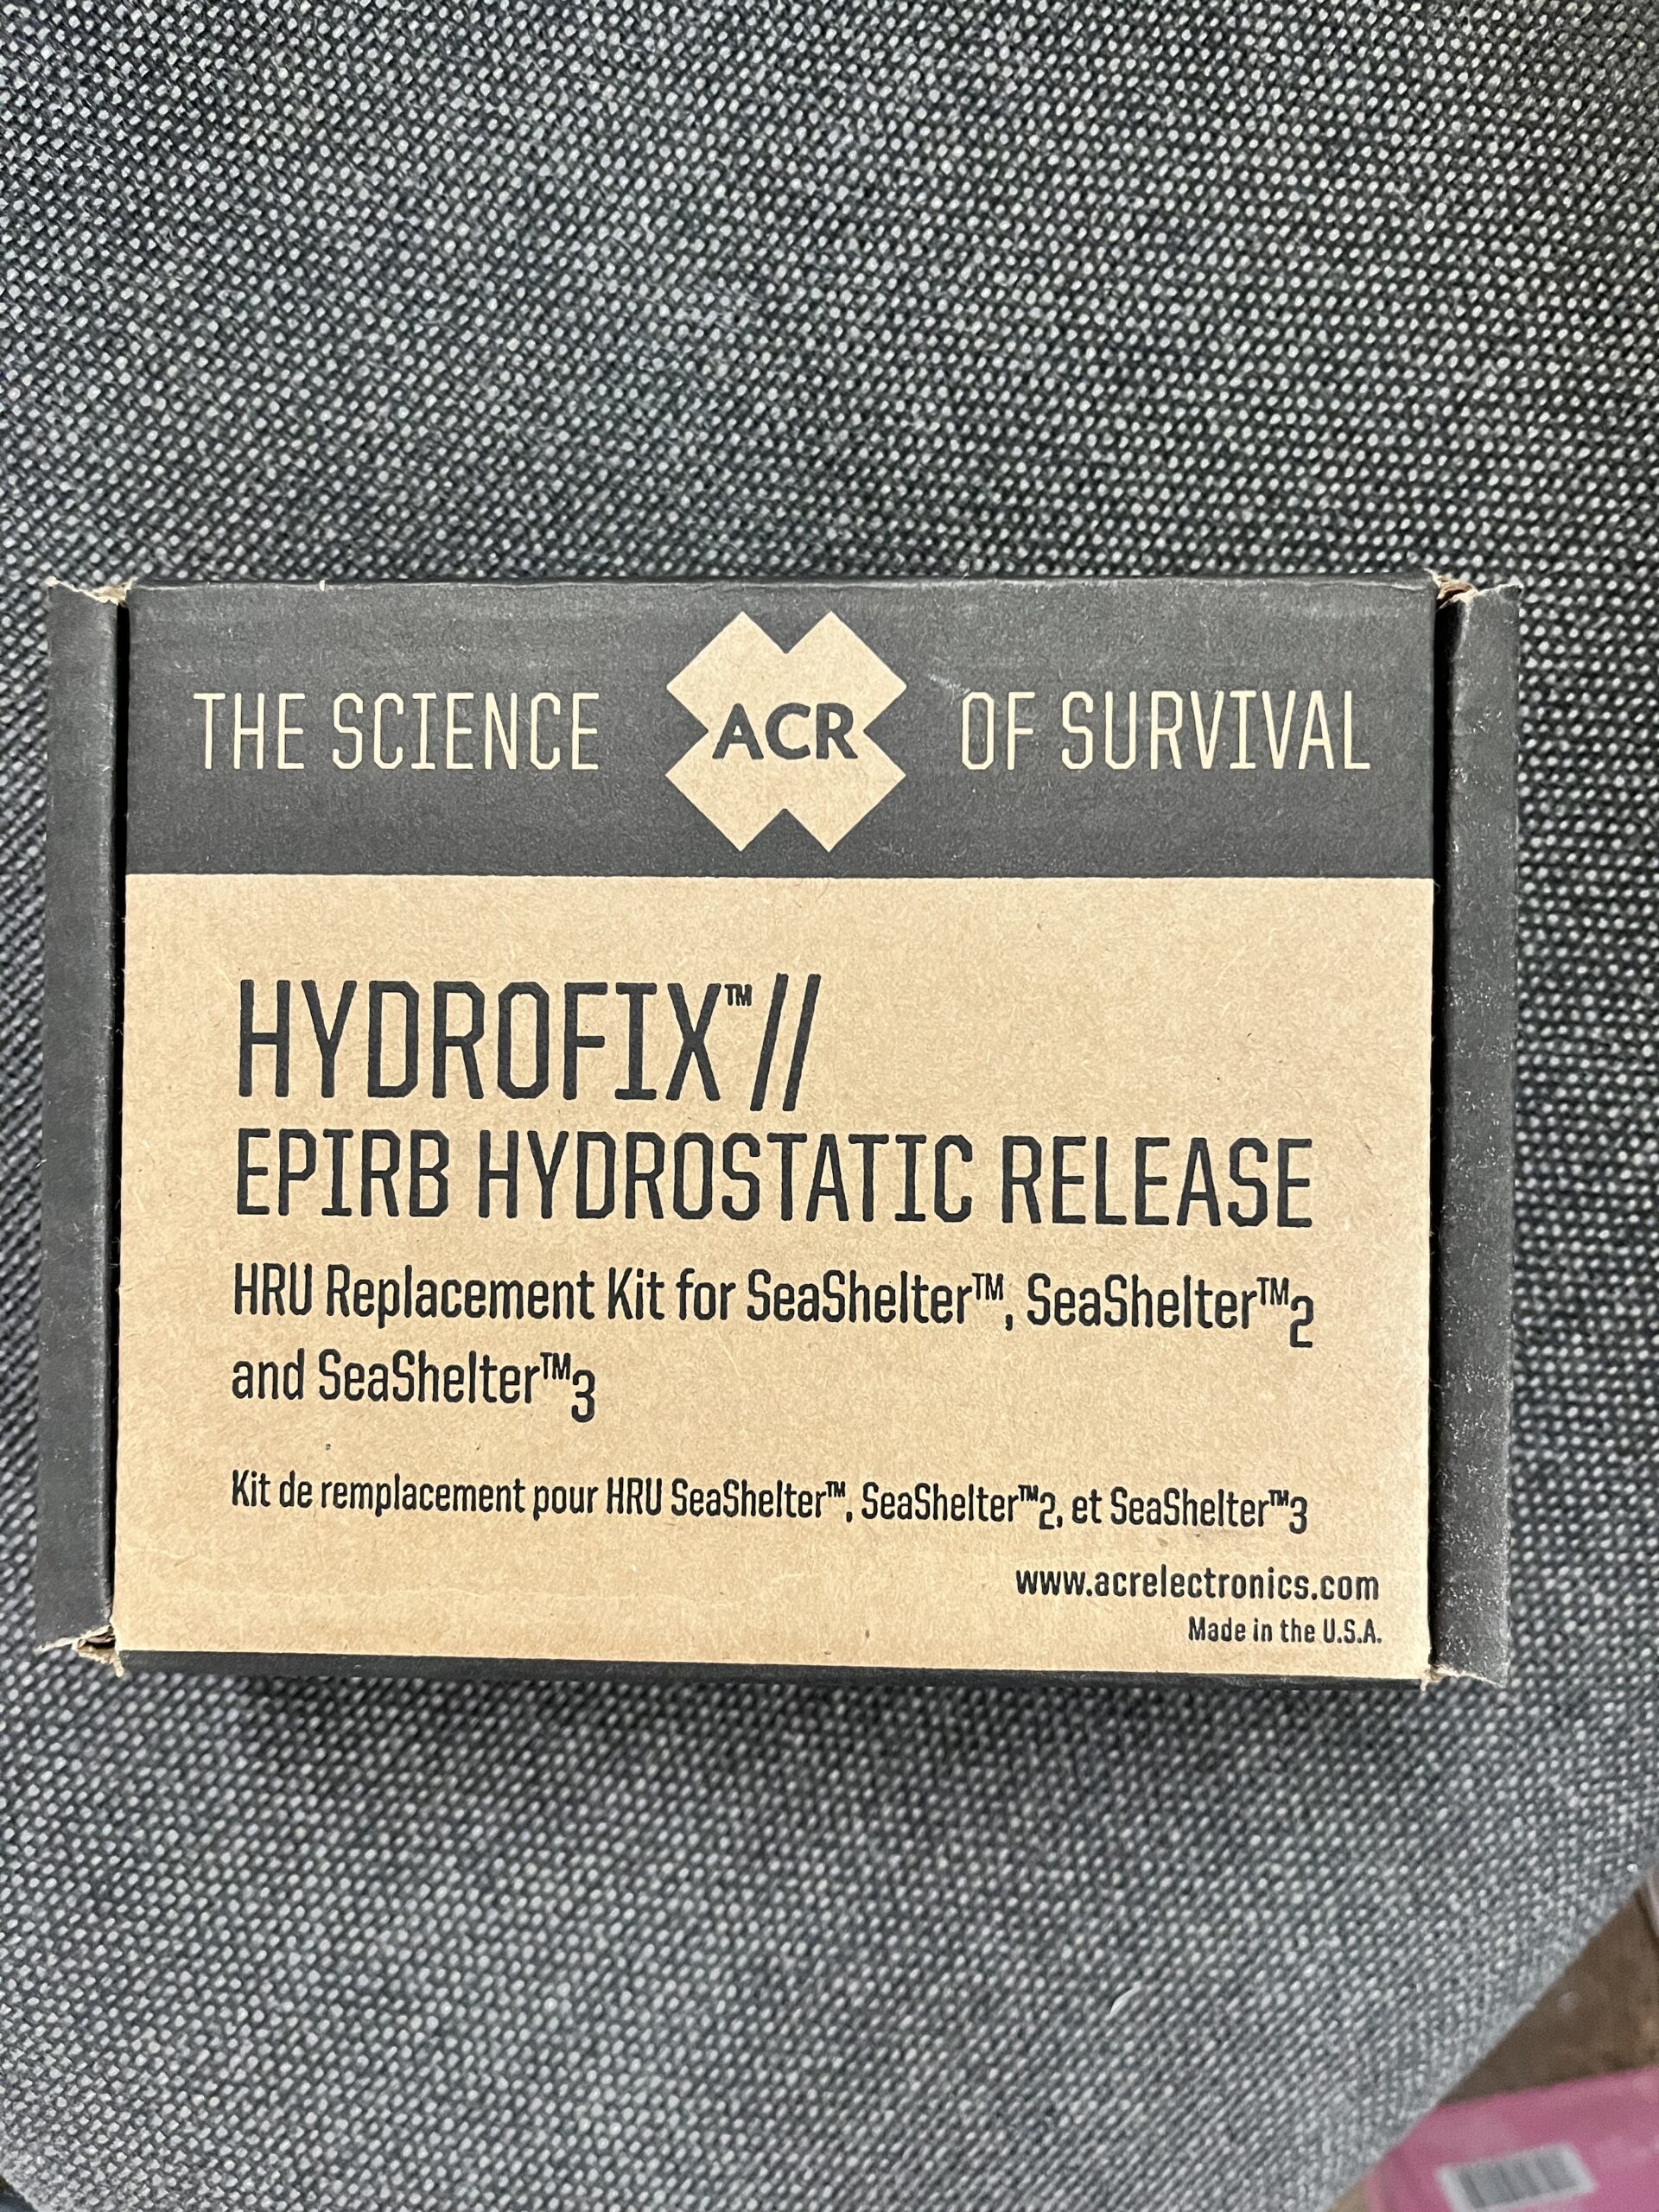 THE SCIENCE ACR OF SURVIVAL
HYDROFIX™//
EPIRB HYDROSTATIC RELEASE
HRU Replacement Kit for SeaShelter™, SeaShelter™2
and SeaShelter™3
Kit de remplacement pour HRU SeaShelter™, SeaShelter™2, et SeaShelter™3
www.acrelectronics.com
Made in the U.S.A.